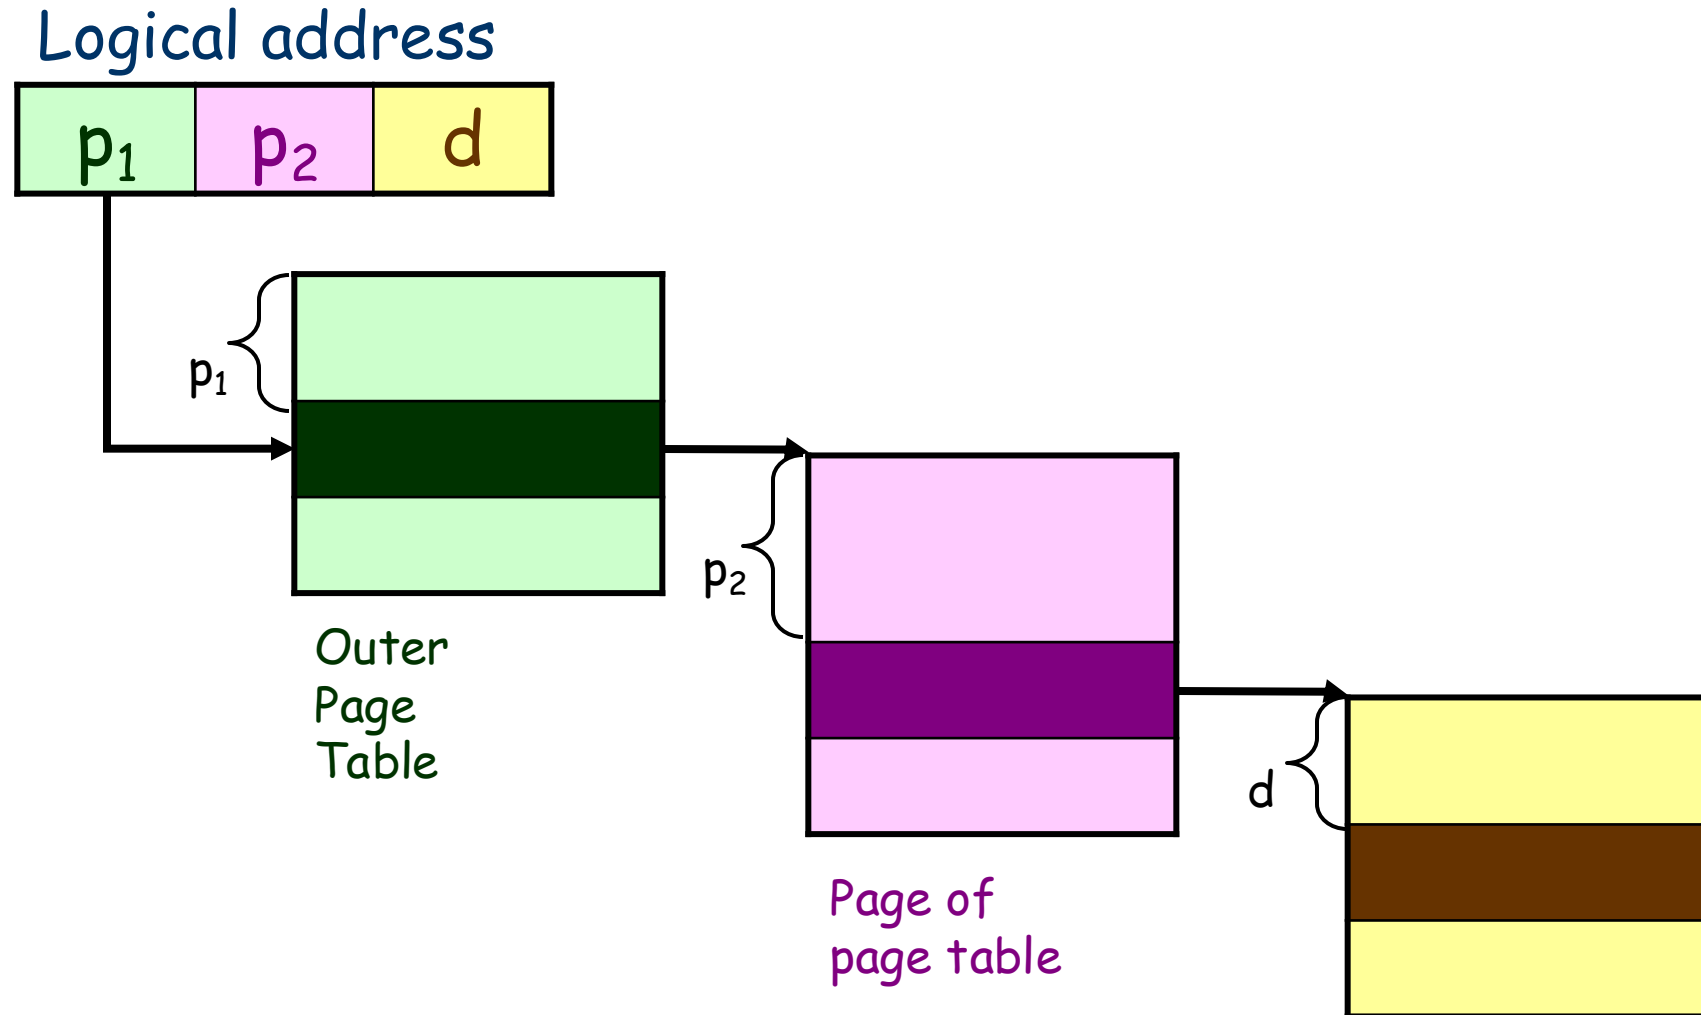 Logical address
p₁ p₂ d
p₁
Outer
Page
Table
p₂
d
Page of
page table